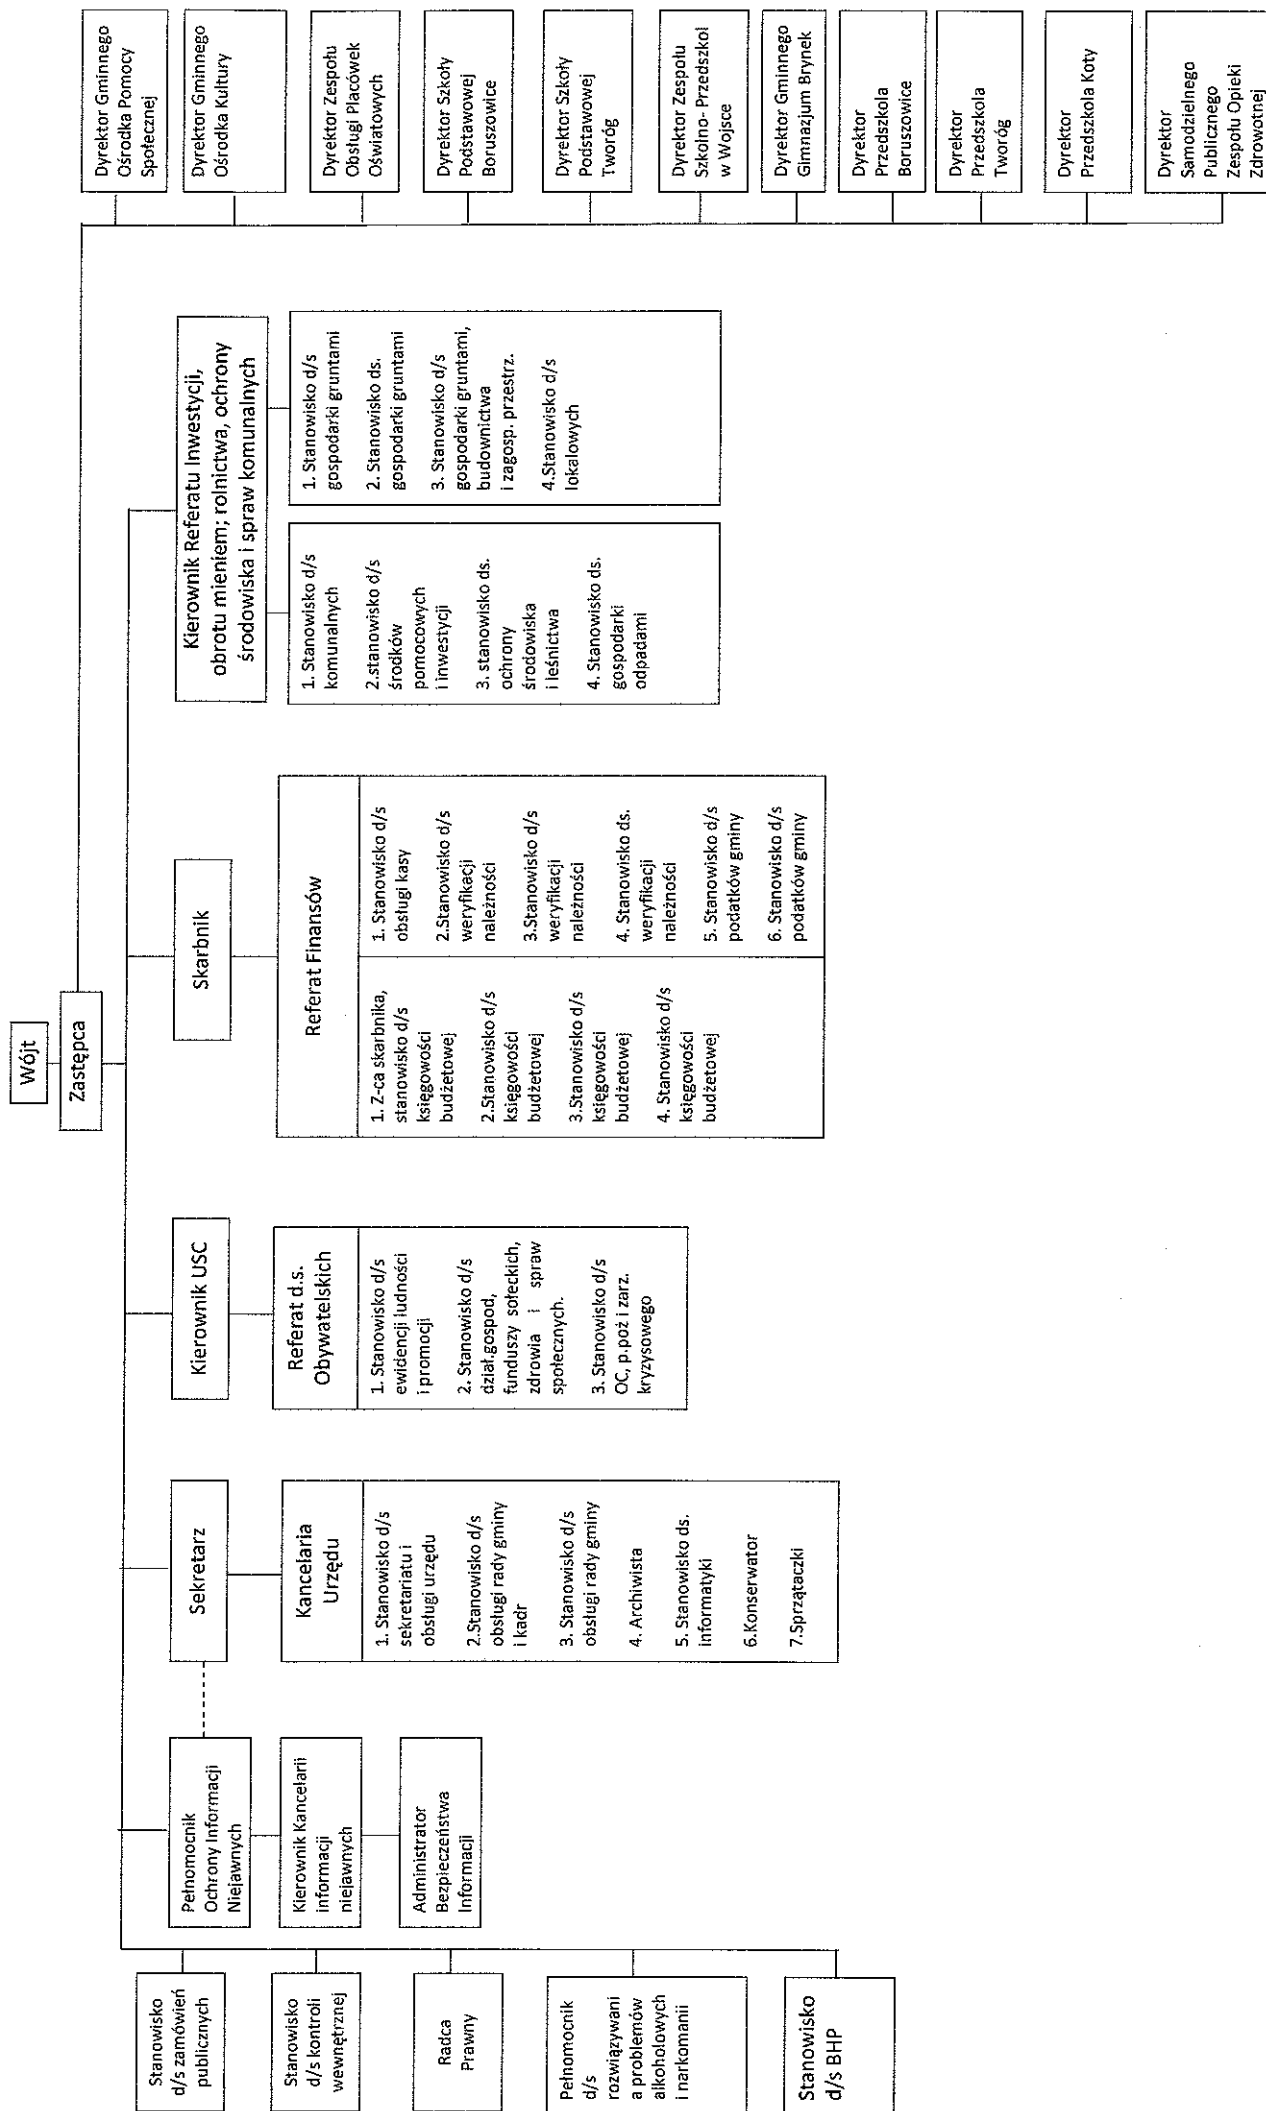 Wójt
Zastępca
Stanowisko
d/s zamówień
publicznych
Stanowisko
d/s kontroli
wewnętrznej
Radca
Prawny
Pełnomocnik
d/s
rozwiązywani
a problemów
alkoholowych
i narkomanii
Stanowisko
d/s BHP
Pełnomocnik
Ochrony Informacji
Niejawnych
Kierownik Kancelarii
informacji
niejawnych
Administrator
Bezpieczeństwa
Informacji
Sekretarz
Kancelaria
Urzędu
1. Stanowisko d/s
sekretariatu i
obsługi urzędu
2.Stanowisko d/s
obsługi rady gminy
i kadr
3. Stanowisko d/s
obsługi rady gminy
4. Archiwista
5. Stanowisko ds.
informatyki
6.Konserwator
7.Sprzątaczki
Kierownik USC
Referat d.s.
Obywatelskich
1. Stanowisko d/s
ewidencji ludności
i promocji
2. Stanowisko d/s
dział.gospod,
funduszy sołeckich,
zdrowia i spraw
społecznych.
3. Stanowisko d/s
OC, p.poż i zarz.
kryzysowego
Skarbnik
Referat Finansów
1. Z-ca skarbnika,
stanowisko d/s
księgowości
budżetowej
2.Stanowisko d/s
księgowości
budżetowej
3.Stanowisko d/s
księgowości
budżetowej
4. Stanowisko d/s
księgowości
budżetowej
1. Stanowisko d/s
obsługi kasy
2.Stanowisko d/s
weryfikacji
należności
3.Stanowisko d/s
weryfikacji
należności
4. Stanowisko ds.
weryfikacji
należności
5. Stanowisko d/s
podatków gminy
6. Stanowisko d/s
podatków gminy
Kierownik Referatu Inwestycji,
obrotu mieniem; rolnictwa, ochrony
środowiska i spraw komunalnych
1. Stanowisko d/s
komunalnych
2.stanowisko d/s
środków
pomocowych
i inwestycji
3. stanowisko ds.
ochrony
środowiska
i leśnictwa
4. Stanowisko ds.
gospodarki
odpadami
1. Stanowisko d/s
gospodarki gruntami
2. Stanowisko ds.
gospodarki gruntami
3. Stanowisko d/s
gospodarki gruntami,
budownictwa
i zagosp. przestrz.
4.Stanowisko d/s
lokalowych
Dyrektor Gminnego
Ośrodka Pomocy
Społecznej
Dyrektor Gminnego
Ośrodka Kultury
Dyrektor Zespołu
Obsługi Placówek
Oświatowych
Dyrektor Szkoły
Podstawowej
Boruszowice
Dyrektor Szkoły
Podstawowej
Tworóg
Dyrektor Zespołu
Szkolno- Przedszkol
w Wojsce
Dyrektor Gminnego
Gimnazjum Brynek
Dyrektor
Przedszkola
Boruszowice
Dyrektor
Przedszkola
Tworóg
Dyrektor
Przedszkola Koty
Dyrektor
Samodzielnego
Publicznego
Zespołu Opieki
Zdrowotnej